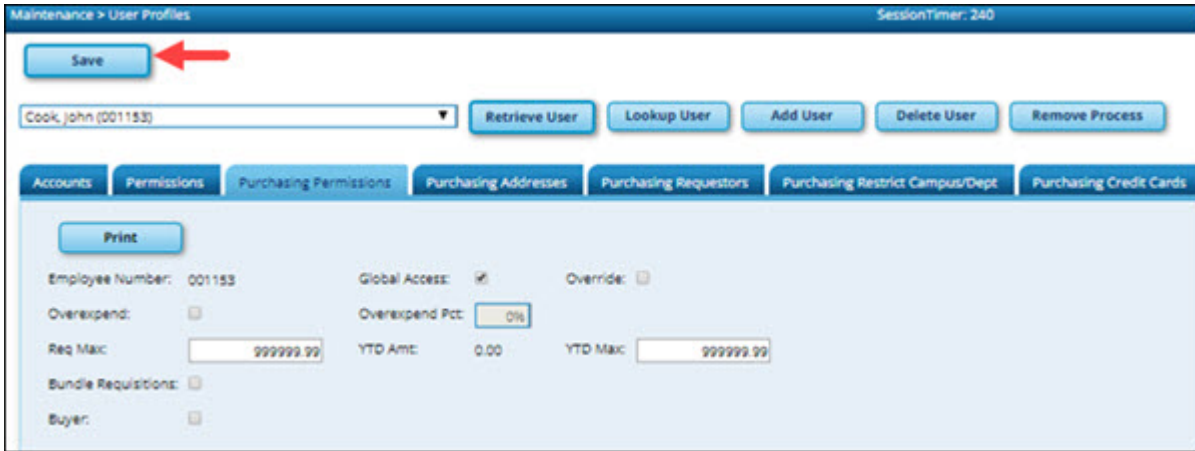 Maintenance > User Profiles SessionTimer: 240
Save
Cook, John (001153) Retrieve User Lookup User Add User Delete User Remove Process
Accounts Permissions Purchasing Permissions Purchasing Addresses Purchasing Requestors Purchasing Restrict Campus/Dept Purchasing Credit Cards
Print
Employee Number: 001153 Global Access: Override:
Overexpend: Overexpend Pct: 0%
Req Max: 999999.99 YTD Amt: 0.00 YTD Max: 999999.99
Bundle Requisitions:
Buyer: